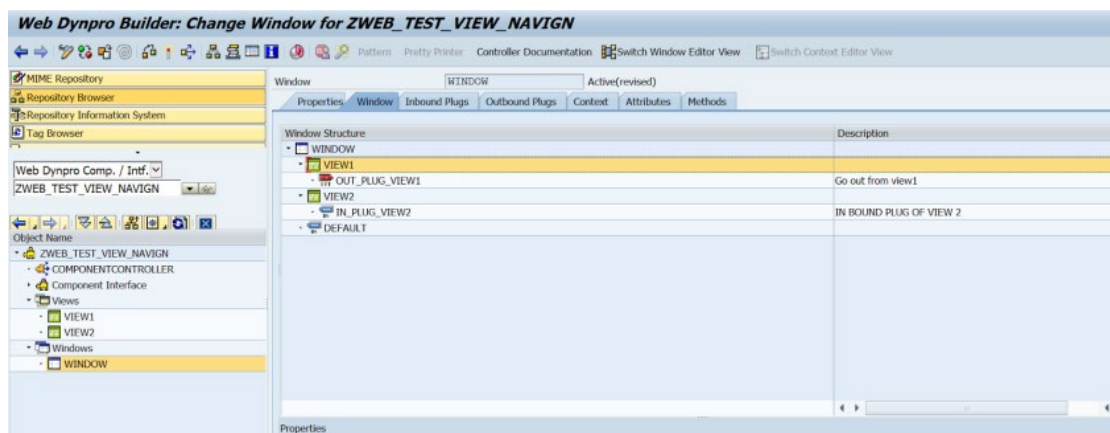 Web Dynpro Builder: Change Window for ZWEB_TEST_VIEW_NAVIGN
Pattern Pretty Printer Controller Documentation Switch Window Editor View Switch Context Editor View
MIME Repository
Repository Browser
Repository Information System
Tag Browser
Web Dynpro Comp. / Intf.
ZWEB_TEST_VIEW_NAVIGN
Object Name
ZWEB_TEST_VIEW_NAVIGN
COMPONENTCONTROLLER
Component Interface
Views
VIEW1
VIEW2
Windows
WINDOW
Window WINDOW Active(revised)
Properties Window Inbound Plugs Outbound Plugs Context Attributes Methods
Window Structure Description
WINDOW
VIEW1
OUT_PLUG_VIEW1 Go out from view1
VIEW2
IN_PLUG_VIEW2 IN BOUND PLUG OF VIEW 2
DEFAULT
Properties